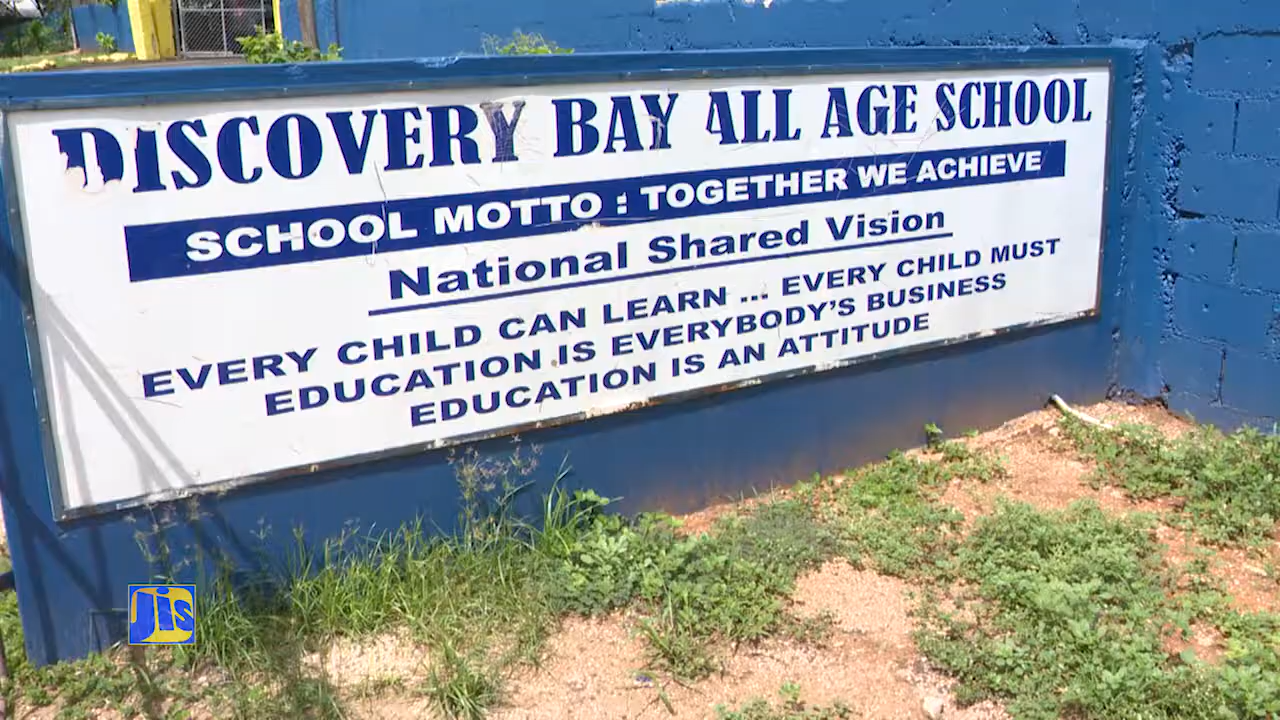 DISCOVERY BAY ALL AGE SCHOOL
SCHOOL MOTTO : TOGETHER WE ACHIEVE
National Shared Vision
EVERY CHILD CAN LEARN ... EVERY CHILD MUST
EDUCATION IS EVERYBODY'S BUSINESS
EDUCATION IS AN ATTITUDE
Jis